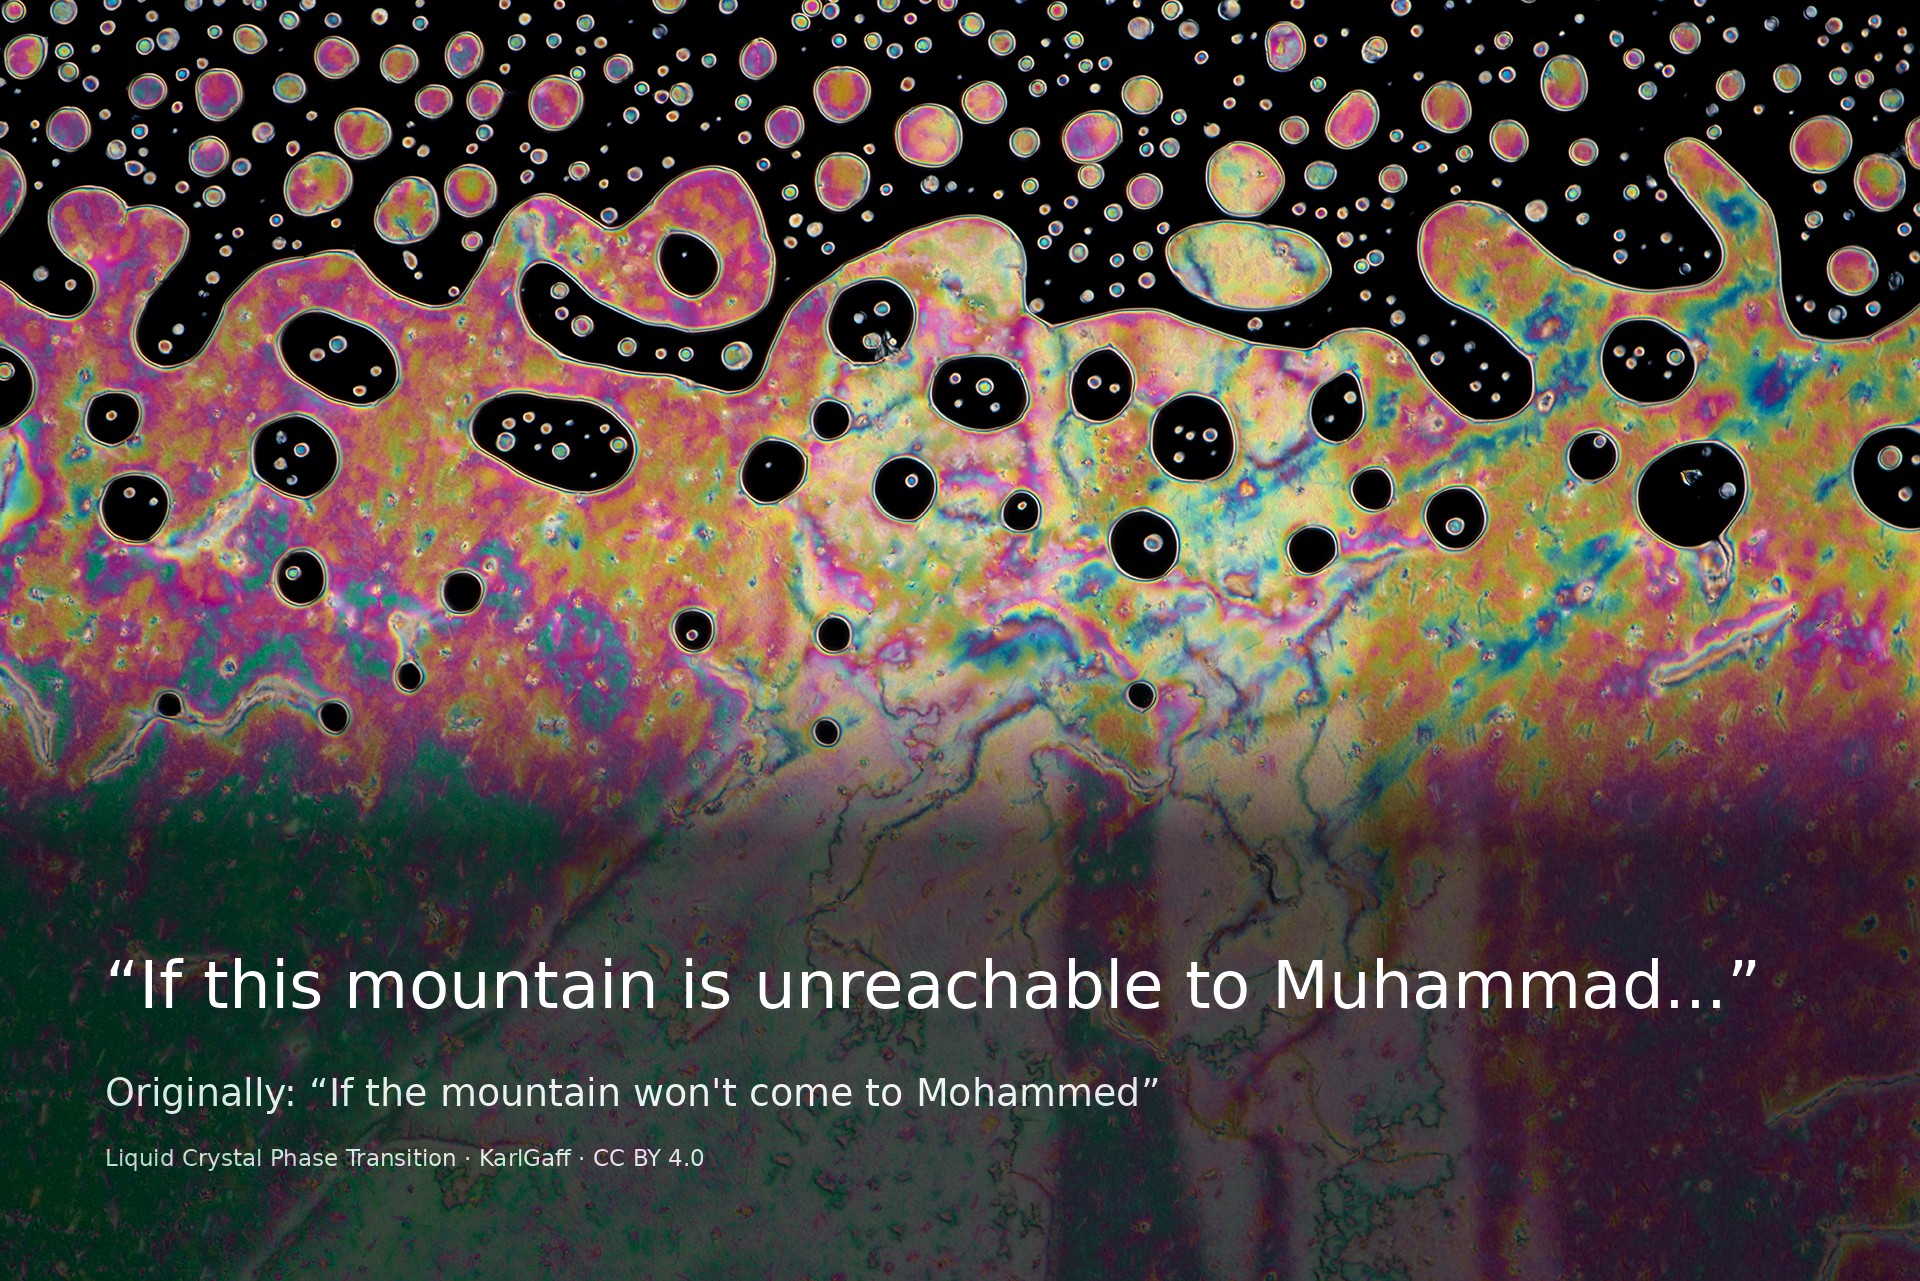 “If this mountain is unreachable to Muhammad…”
Originally: “If the mountain won't come to Mohammed”
Liquid Crystal Phase Transition · KarlGaff · CC BY 4.0